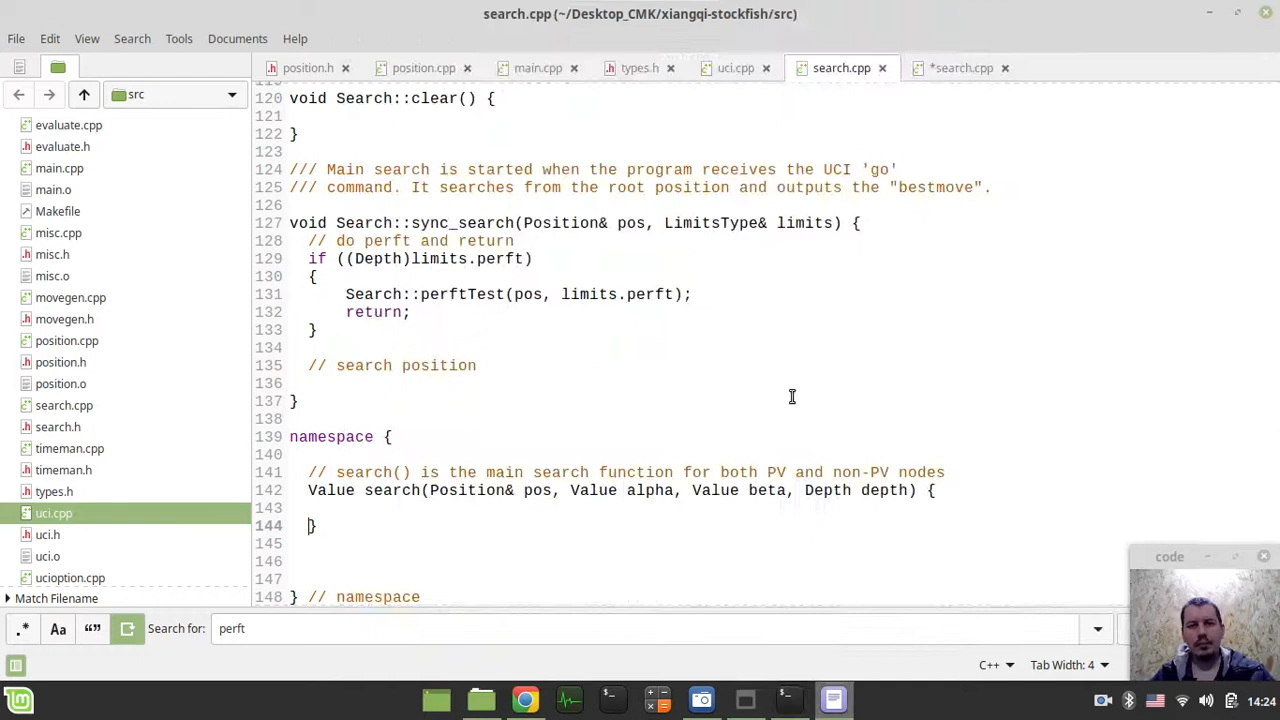 search.cpp (~/Desktop_CMK/xiangqi-stockfish/src)
File Edit View Search Tools Documents Help
position.h position.cpp main.cpp types.h uci.cpp search.cpp *search.cpp
src
evaluate.cpp
evaluate.h
main.cpp
main.o
Makefile
misc.cpp
misc.h
misc.o
movegen.cpp
movegen.h
position.cpp
position.h
position.o
search.cpp
search.h
timeman.cpp
timeman.h
types.h
uci.cpp
uci.h
uci.o
ucioption.cpp
Match Filename
120 void Search::clear() {
121
122 }
123
124 /// Main search is started when the program receives the UCI 'go'
125 /// command. It searches from the root position and outputs the "bestmove".
126
127 void Search::sync_search(Position& pos, LimitsType& limits) {
128 // do perft and return
129 if ((Depth)limits.perft)
130 {
131 Search::perftTest(pos, limits.perft);
132 return;
133 }
134
135 // search position
136
137 }
138
139 namespace {
140
141 // search() is the main search function for both PV and non-PV nodes
142 Value search(Position& pos, Value alpha, Value beta, Depth depth) {
143
144 }
145
146
147
148 } // namespace
code
.* Aa “” Search for: perft
C++ Tab Width: 4
14:24